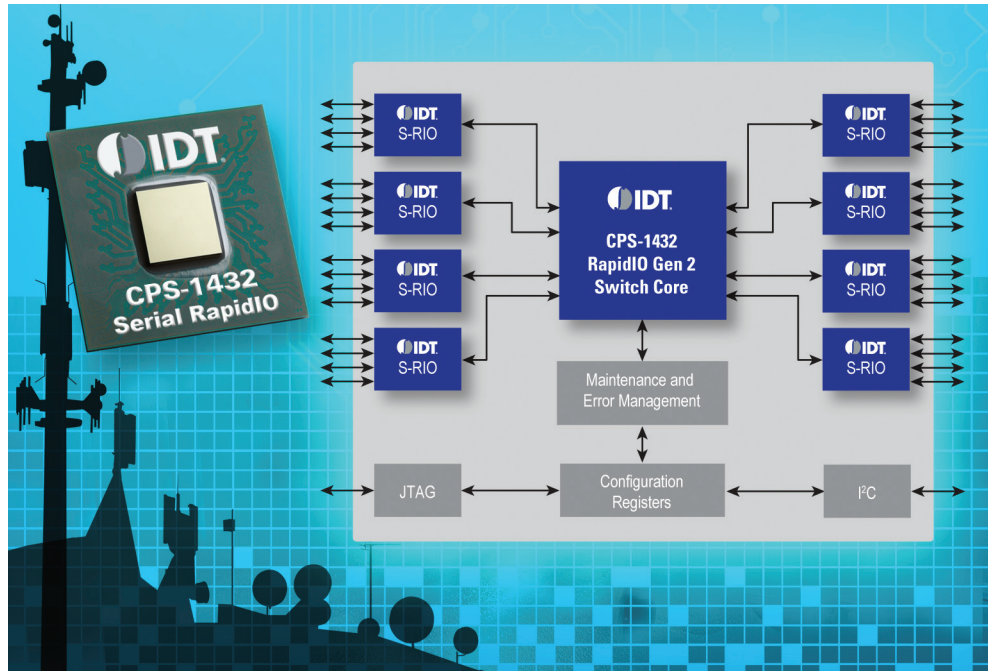 IDT.
CPS-1432
Serial RapidIO
IDT.
S-RIO
IDT.
S-RIO
IDT.
S-RIO
IDT.
S-RIO
IDT.
CPS-1432
RapidIO Gen 2
Switch Core
IDT.
S-RIO
IDT.
S-RIO
IDT.
S-RIO
IDT.
S-RIO
Maintenance and
Error Management
JTAG
Configuration
Registers
I²C